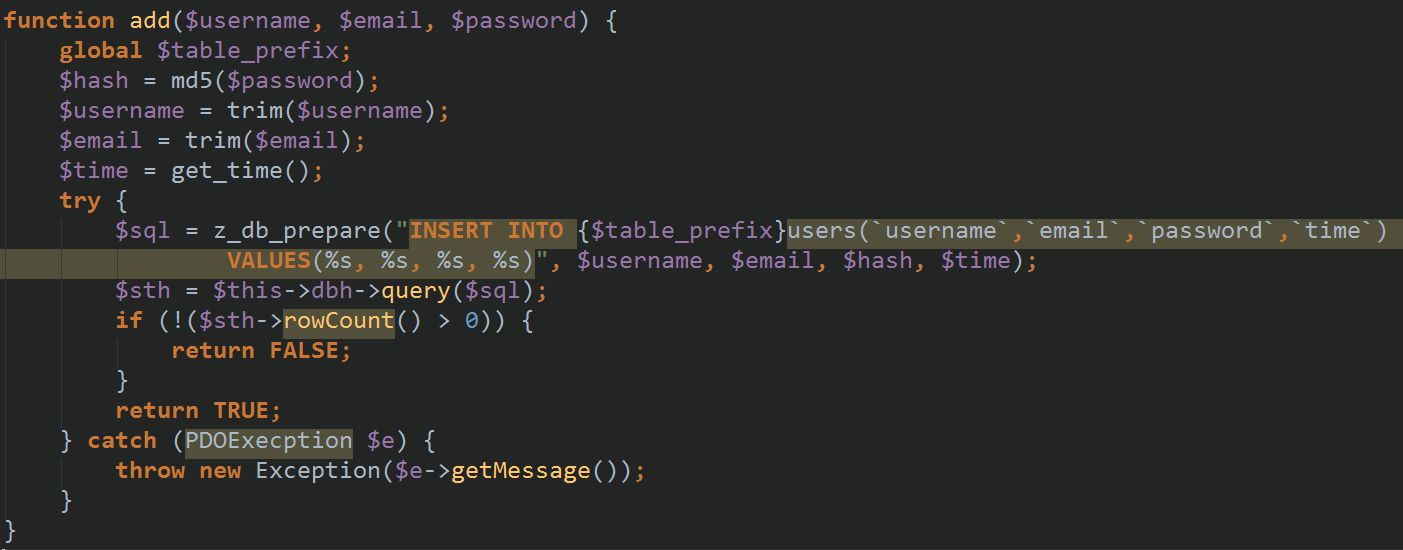 function add($username, $email, $password) {
    global $table_prefix;
    $hash = md5($password);
    $username = trim($username);
    $email = trim($email);
    $time = get_time();
    try {
        $sql = z_db_prepare("INSERT INTO {$table_prefix}users(`username`,`email`,`password`,`time`)
                VALUES(%s, %s, %s, %s)", $username, $email, $hash, $time);
        $sth = $this->dbh->query($sql);
        if (!($sth->rowCount() > 0)) {
            return FALSE;
        }
        return TRUE;
    } catch (PDOExecption $e) {
        throw new Exception($e->getMessage());
    }
}